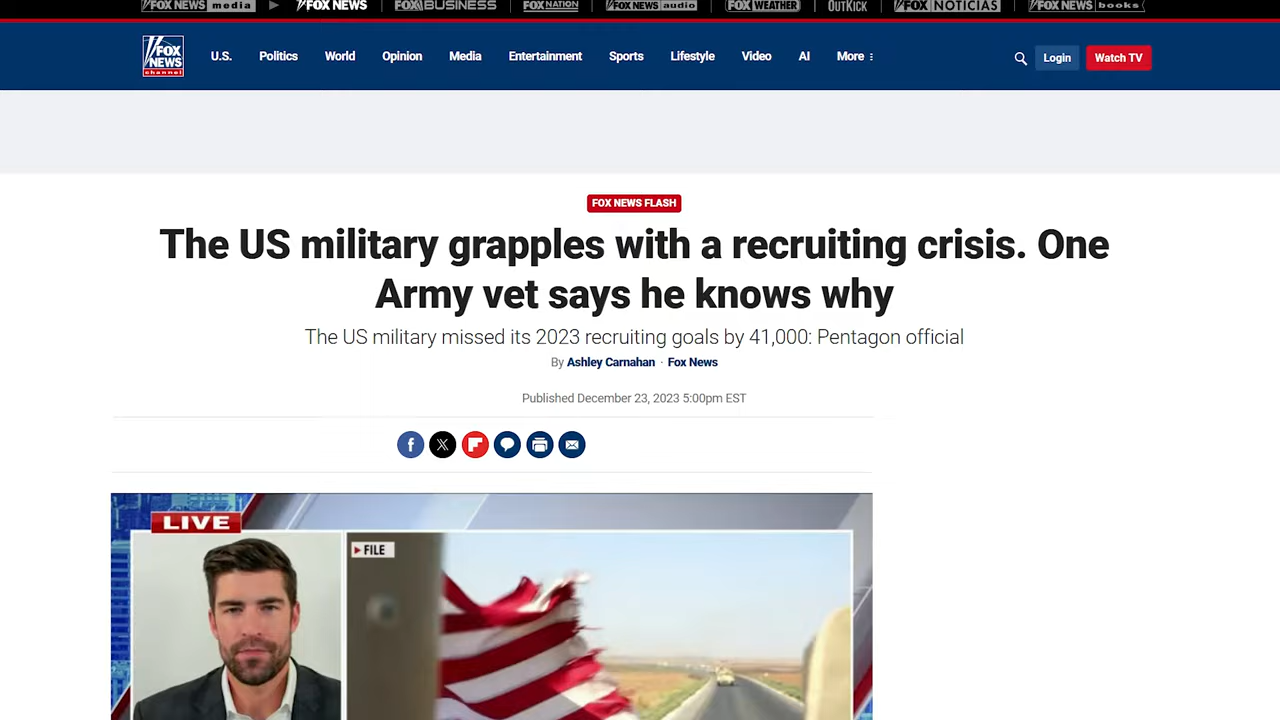 FOX NEWS media FOX NEWS FOX BUSINESS FOX NATION FOX NEWS audio FOX WEATHER OUTKICK FOX NOTICIAS FOX NEWS books
FOX NEWS channel
U.S. Politics World Opinion Media Entertainment Sports Lifestyle Video AI More Login Watch TV
FOX NEWS FLASH
The US military grapples with a recruiting crisis. One
Army vet says he knows why
The US military missed its 2023 recruiting goals by 41,000: Pentagon official
By Ashley Carnahan · Fox News
Published December 23, 2023 5:00pm EST
LIVE
FILE